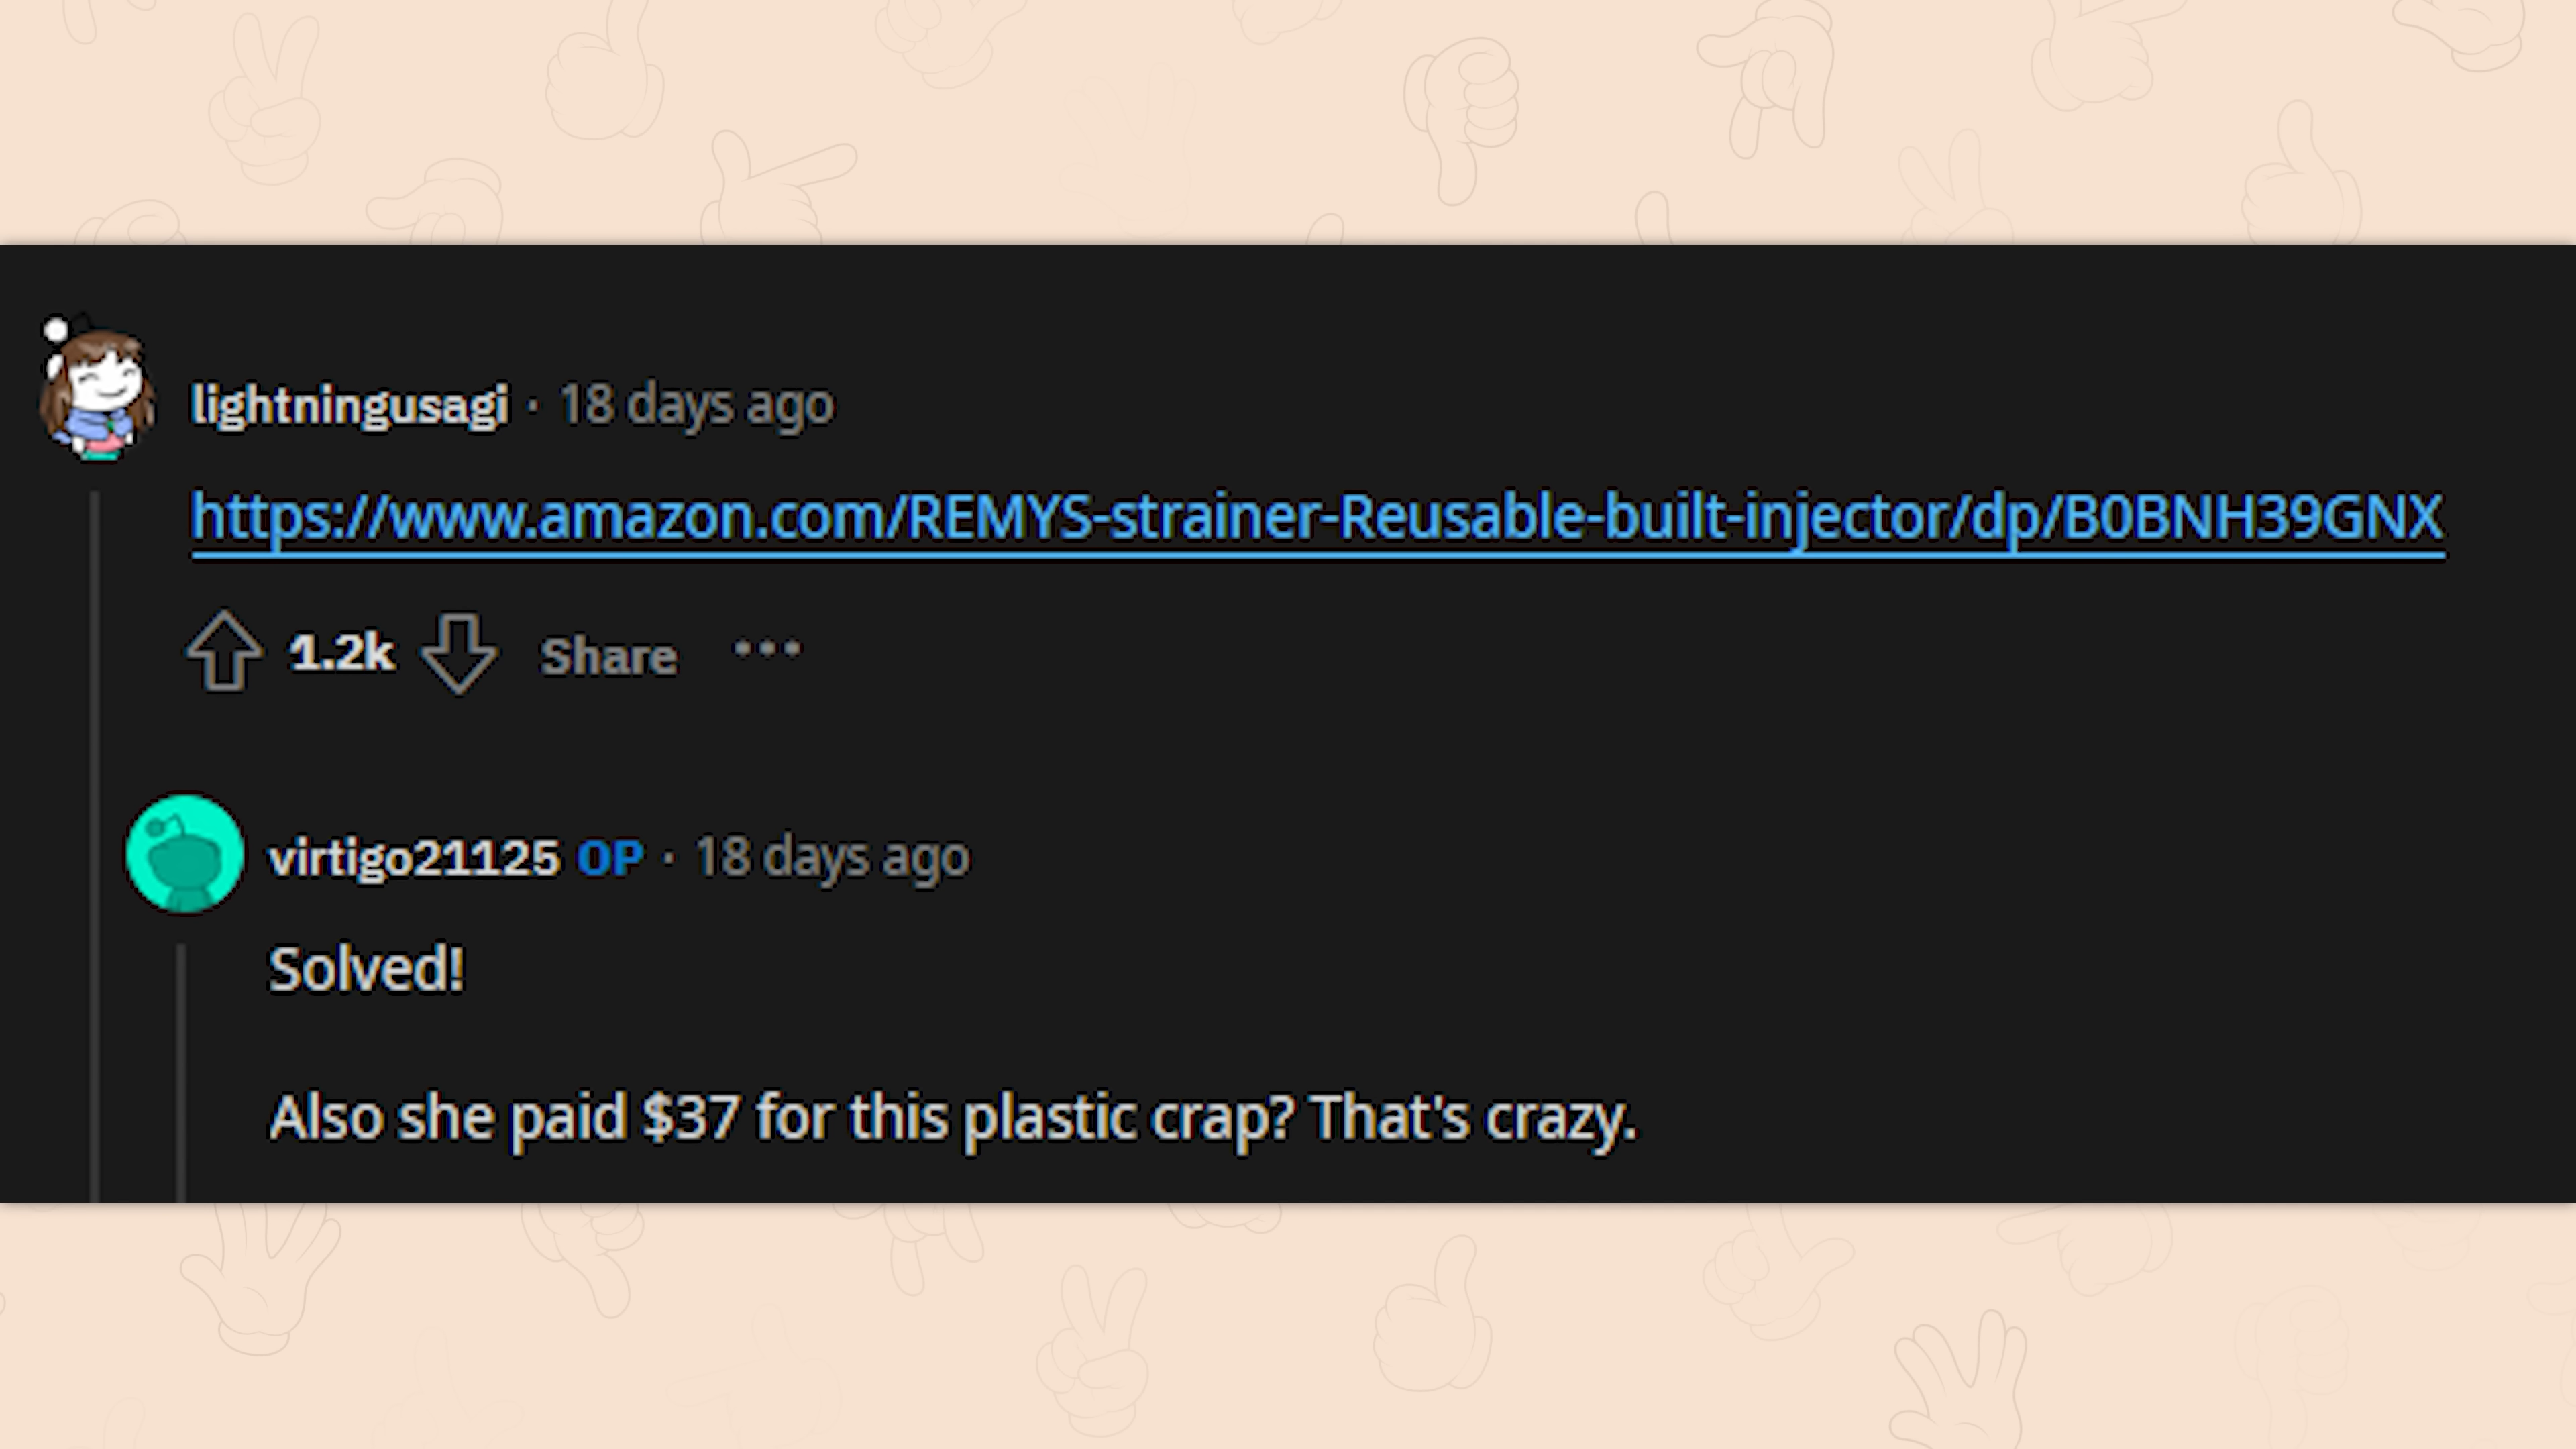 lightningusagi · 18 days ago
https://www.amazon.com/REMYS-strainer-Reusable-built-injector/dp/B0BNH39GNX
1.2k Share ···
virtigo21125 OP · 18 days ago
Solved!
Also she paid $37 for this plastic crap? That's crazy.